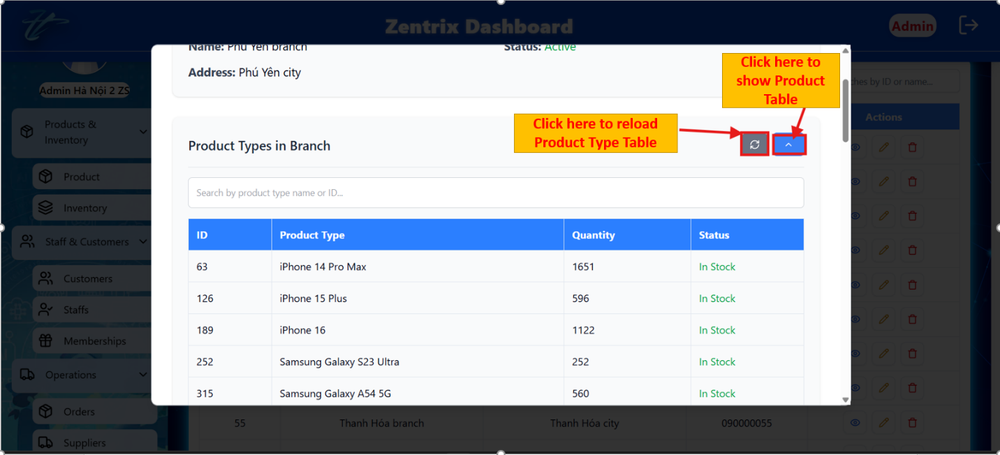 Zentrix Dashboard
Admin
Admin Hà Nội 2 ZS
Products &
Inventory
Product
Inventory
Staff & Customers
Customers
Staffs
Memberships
Operations
Orders
Suppliers
Name: Phú Yên branch
Status: Active
Address: Phú Yên city
Click here to
show Product
Table
Click here to reload
Product Type Table
Product Types in Branch
Search by product type name or ID...
ID Product Type Quantity Status
63 iPhone 14 Pro Max 1651 In Stock
126 iPhone 15 Plus 596 In Stock
189 iPhone 16 1122 In Stock
252 Samsung Galaxy S23 Ultra 252 In Stock
315 Samsung Galaxy A54 5G 560 In Stock
by ID or name...
Actions
55 Thanh Hóa branch Thanh Hóa city 090000055